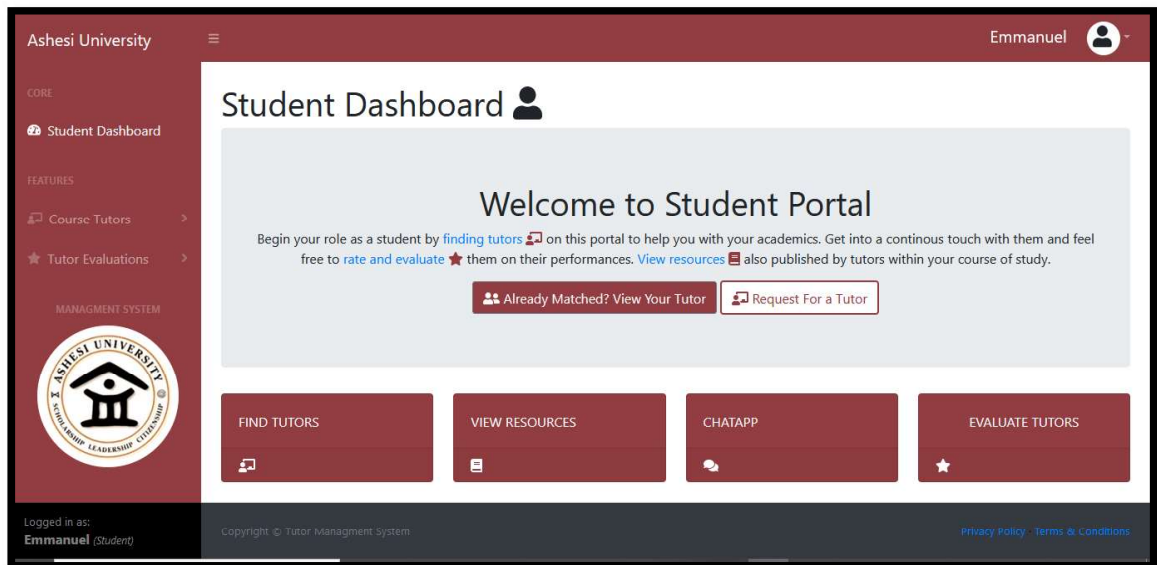 Ashesi University
Emmanuel
CORE
Student Dashboard
FEATURES
Course Tutors
Tutor Evaluations
MANAGMENT SYSTEM
ASHESI UNIVERSITY
SCHOLARSHIP LEADERSHIP CITIZENSHIP
Logged in as:
Emmanuel (Student)
Student Dashboard
Welcome to Student Portal
Begin your role as a student by finding tutors on this portal to help you with your academics. Get into a continous touch with them and feel
free to rate and evaluate them on their performances. View resources also published by tutors within your course of study.
Already Matched? View Your Tutor
Request For a Tutor
FIND TUTORS
VIEW RESOURCES
CHATAPP
EVALUATE TUTORS
Copyright © Tutor Managment System
Privacy Policy · Terms & Conditions